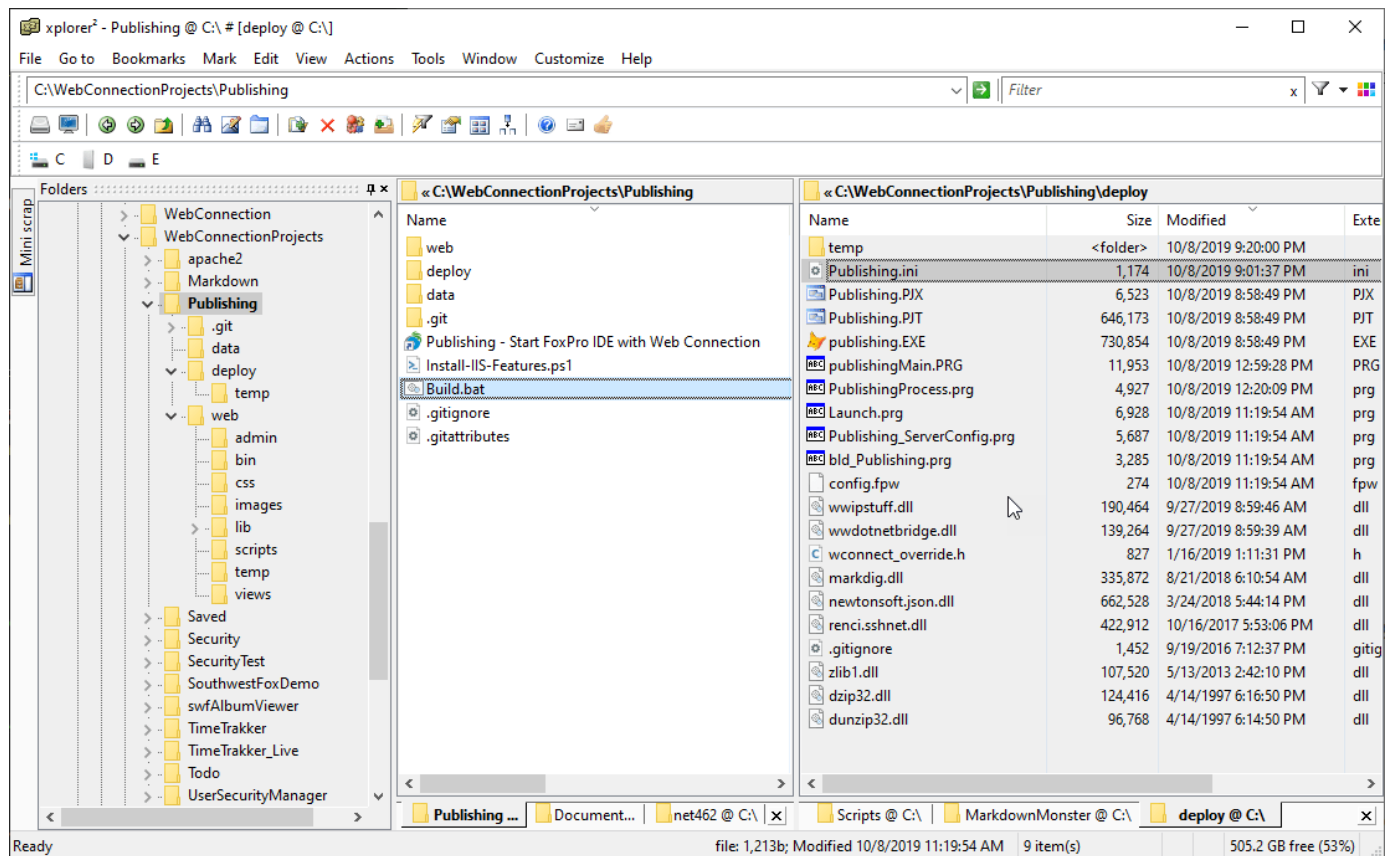 xplorer² - Publishing @ C:\ # [deploy @ C:\]
File Go to Bookmarks Mark Edit View Actions Tools Window Customize Help
C:\WebConnectionProjects\Publishing
Filter x
C D E
Mini scrap
Folders
WebConnection
WebConnectionProjects
apache2
Markdown
Publishing
.git
data
deploy
temp
web
admin
bin
css
images
lib
scripts
temp
views
Saved
Security
SecurityTest
SouthwestFoxDemo
swfAlbumViewer
TimeTrakker
TimeTrakker_Live
Todo
UserSecurityManager
« C:\WebConnectionProjects\Publishing
Name
web
deploy
data
.git
Publishing - Start FoxPro IDE with Web Connection
Install-IIS-Features.ps1
Build.bat
.gitignore
.gitattributes
Publishing ... Document... net462 @ C:\
« C:\WebConnectionProjects\Publishing\deploy
Name Size Modified Exte
temp <folder> 10/8/2019 9:20:00 PM
Publishing.ini 1,174 10/8/2019 9:01:37 PM ini
Publishing.PJX 6,523 10/8/2019 8:58:49 PM PJX
Publishing.PJT 646,173 10/8/2019 8:58:49 PM PJT
publishing.EXE 730,854 10/8/2019 8:58:49 PM EXE
ABC publishingMain.PRG 11,953 10/8/2019 12:59:28 PM PRG
ABC PublishingProcess.prg 4,927 10/8/2019 12:20:09 PM prg
ABC Launch.prg 6,928 10/8/2019 11:19:54 AM prg
ABC Publishing_ServerConfig.prg 5,687 10/8/2019 11:19:54 AM prg
ABC bld_Publishing.prg 3,285 10/8/2019 11:19:54 AM prg
config.fpw 274 10/8/2019 11:19:54 AM fpw
wwipstuff.dll 190,464 9/27/2019 8:59:46 AM dll
wwdotnetbridge.dll 139,264 9/27/2019 8:59:39 AM dll
C wconnect_override.h 827 1/16/2019 1:11:31 PM h
markdig.dll 335,872 8/21/2018 6:10:54 AM dll
newtonsoft.json.dll 662,528 3/24/2018 5:44:14 PM dll
renci.sshnet.dll 422,912 10/16/2017 5:53:06 PM dll
.gitignore 1,452 9/19/2016 7:12:37 PM gitig
zlib1.dll 107,520 5/13/2013 2:42:10 PM dll
dzip32.dll 124,416 4/14/1997 6:16:50 PM dll
dunzip32.dll 96,768 4/14/1997 6:14:50 PM dll
Scripts @ C:\ MarkdownMonster @ C:\ deploy @ C:\
Ready file: 1,213b; Modified 10/8/2019 11:19:54 AM 9 item(s) 505.2 GB free (53%)